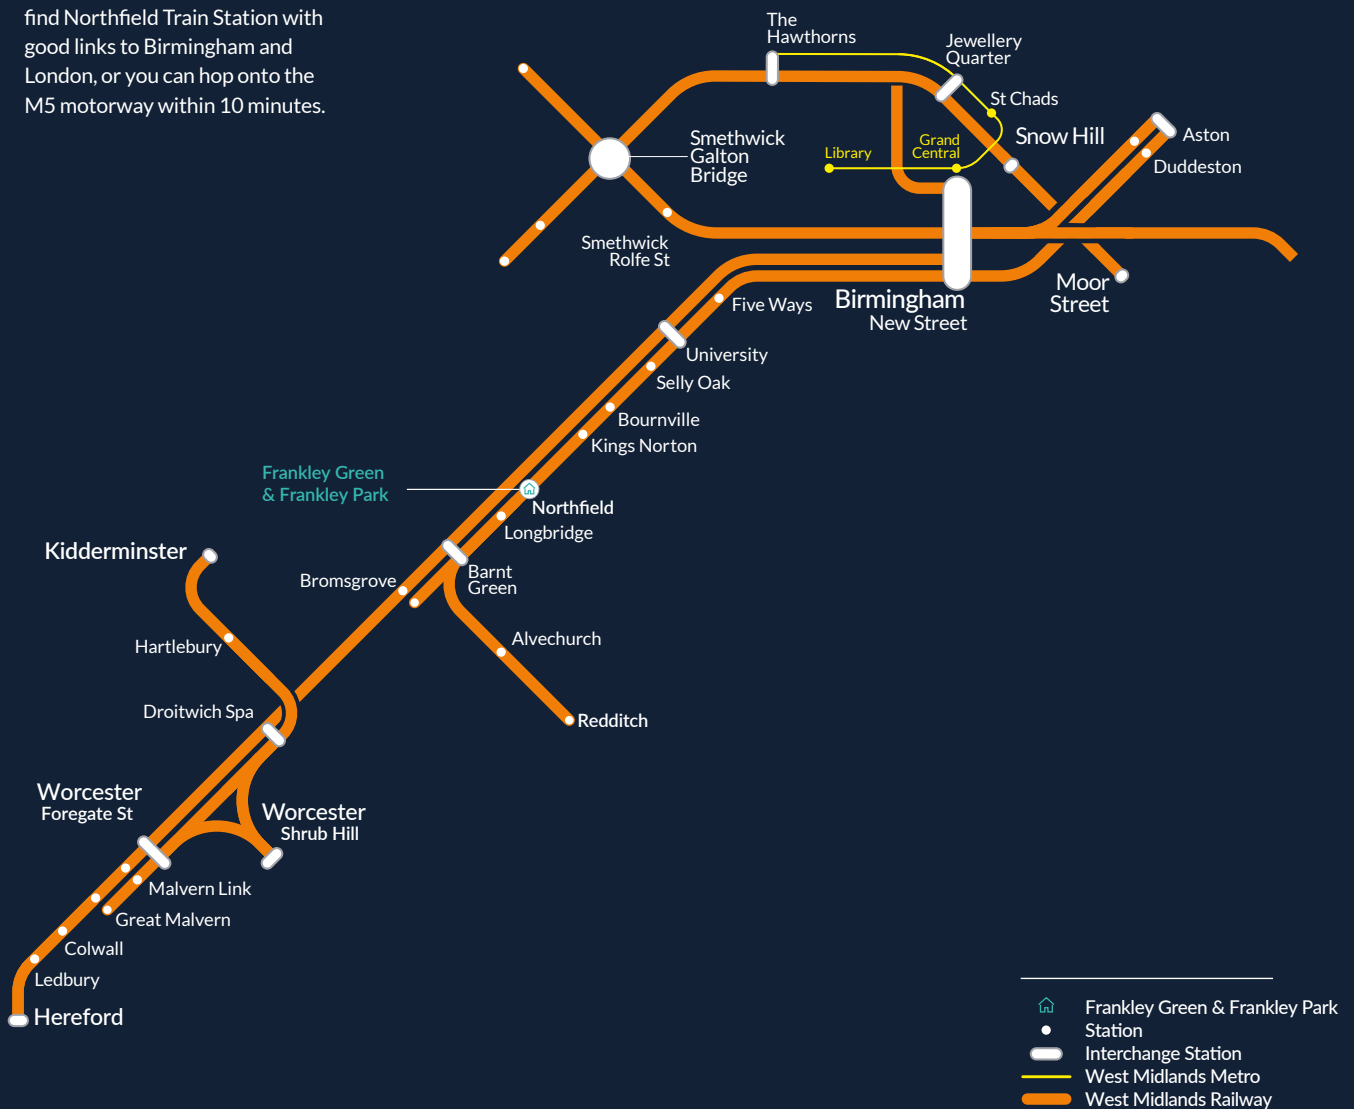 find Northfield Train Station with
good links to Birmingham and
London, or you can hop onto the
M5 motorway within 10 minutes.
The
Hawthorns
Jewellery
Quarter
St Chads
Snow Hill
Aston
Duddeston
Smethwick
Galton
Bridge
Library
Grand
Central
Smethwick
Rolfe St
Moor
Street
Birmingham
New Street
Five Ways
University
Selly Oak
Bournville
Kings Norton
Frankley Green
& Frankley Park
Northfield
Longbridge
Kidderminster
Bromsgrove
Barnt
Green
Hartlebury
Alvechurch
Droitwich Spa
Redditch
Worcester
Foregate St
Worcester
Shrub Hill
Malvern Link
Great Malvern
Colwall
Ledbury
Hereford
Frankley Green & Frankley Park
Station
Interchange Station
West Midlands Metro
West Midlands Railway